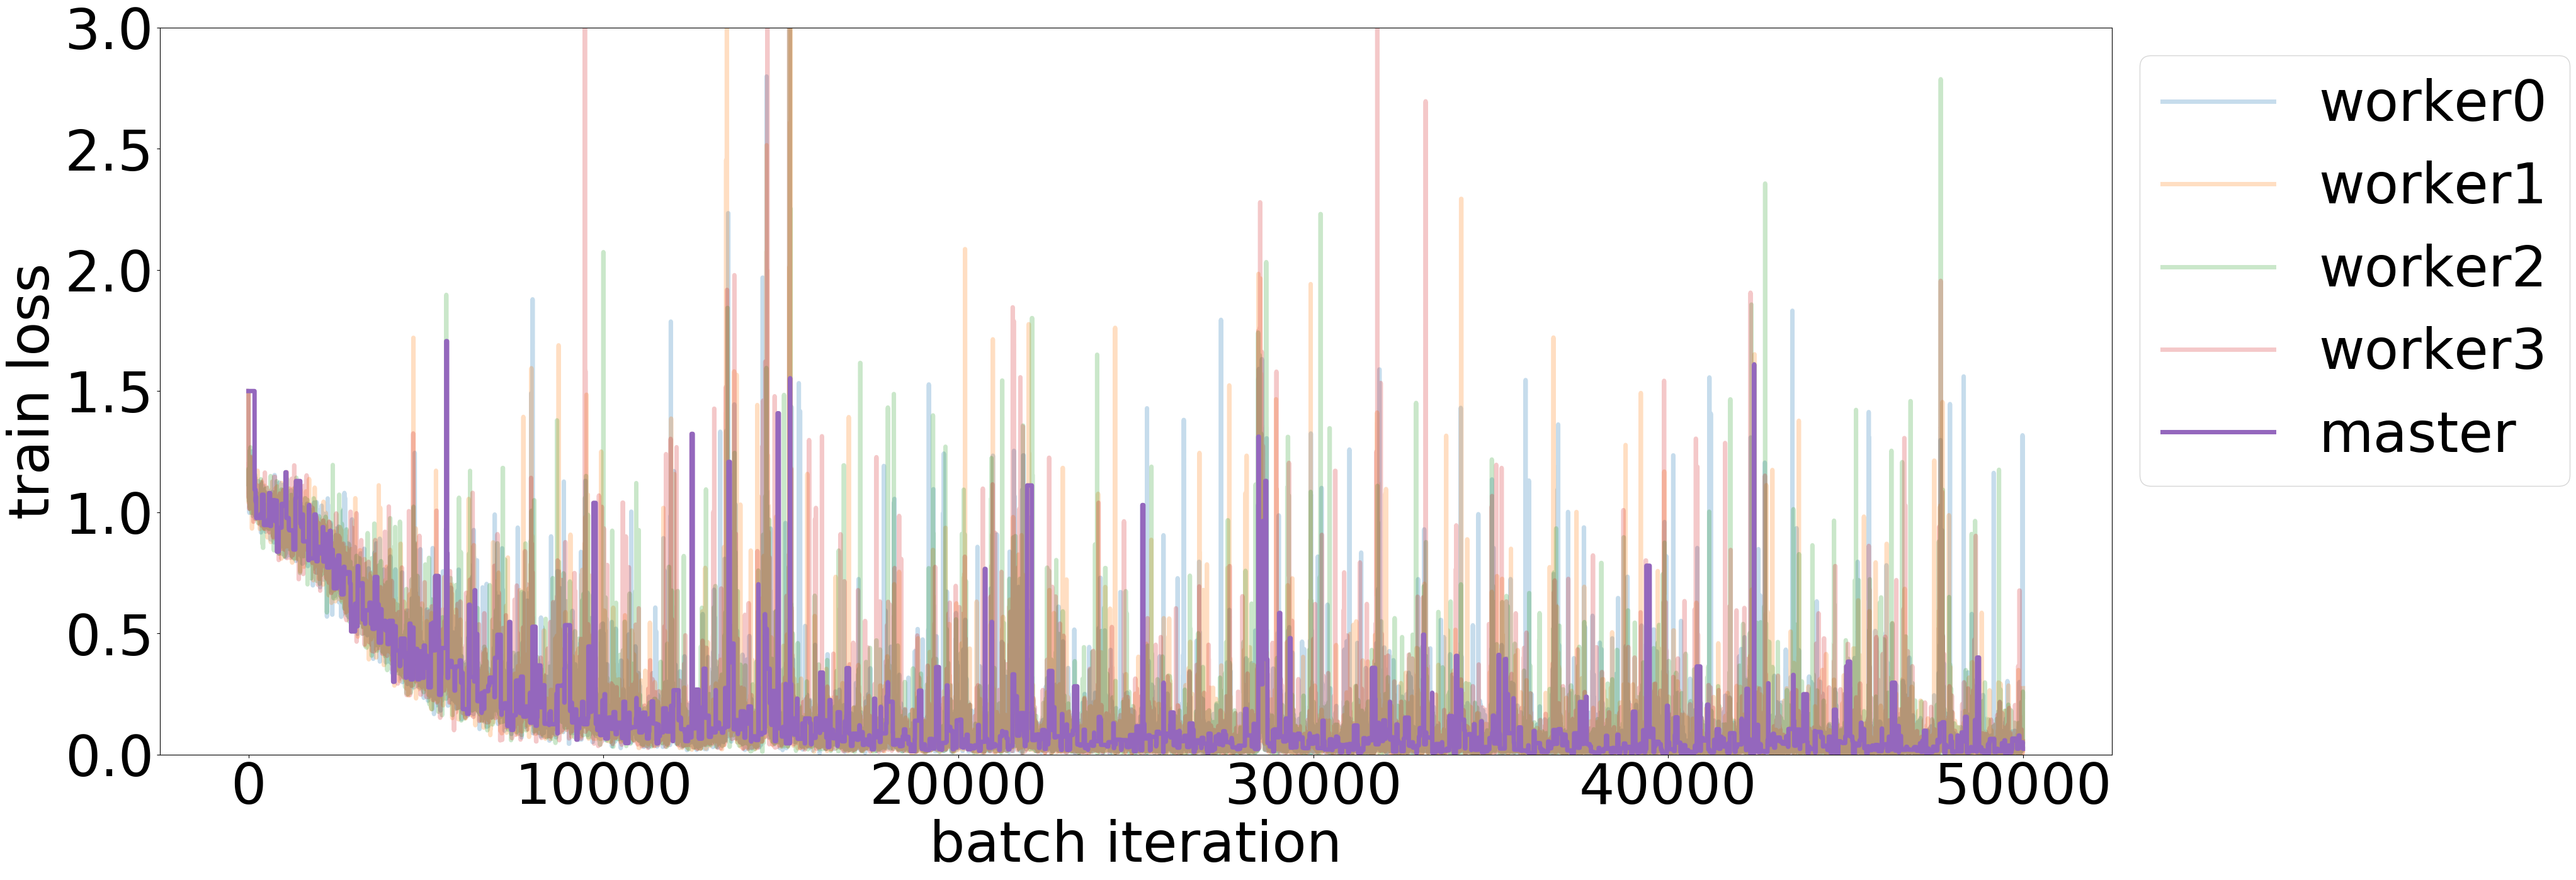 3.0
2.5
2.0
1.5
1.0
0.5
0.0
train loss
0 10000 20000 30000 40000 50000
batch iteration
worker0
worker1
worker2
worker3
master